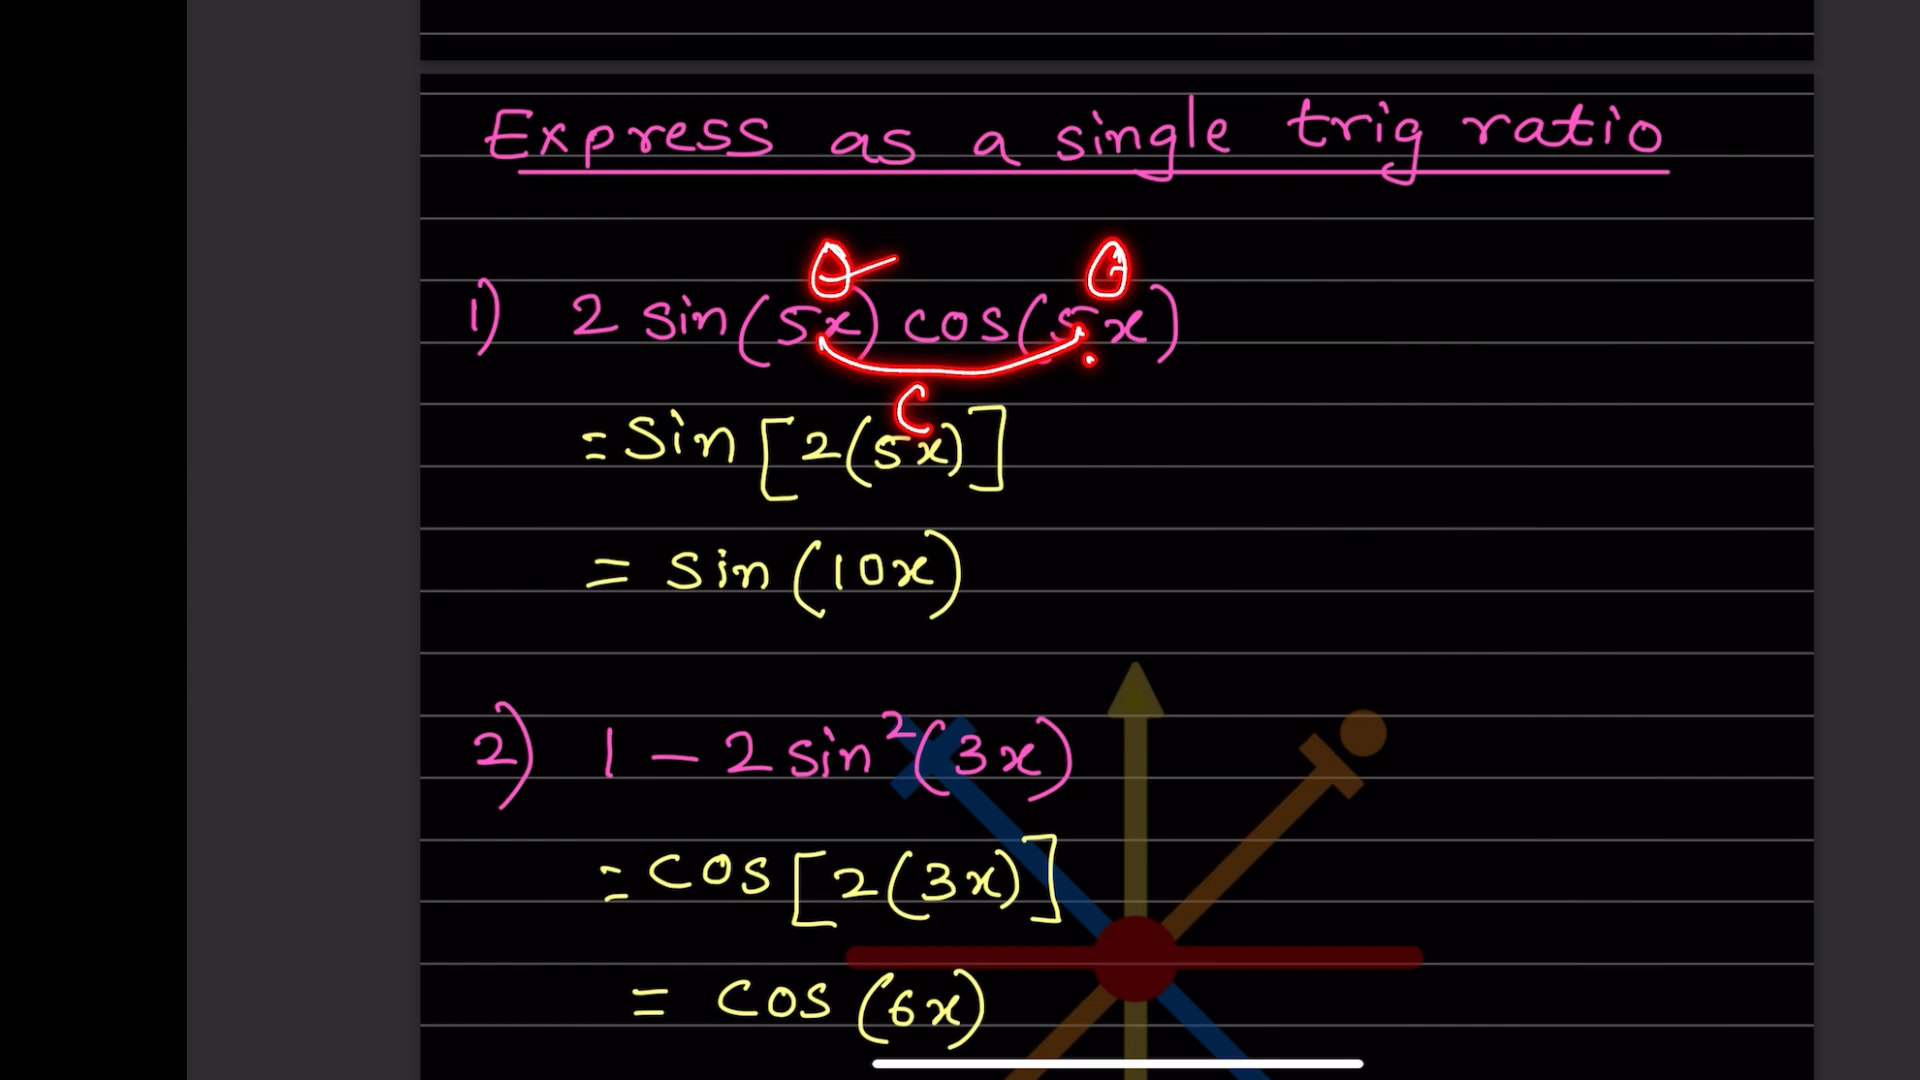 Express as a single trig ratio
θ θ
1) 2 sin(5x) cos(5x)
C
= Sin [2(5x)]
= sin (10x)
2) 1 − 2 sin²(3x)
= cos [2(3x)]
= cos (6x)